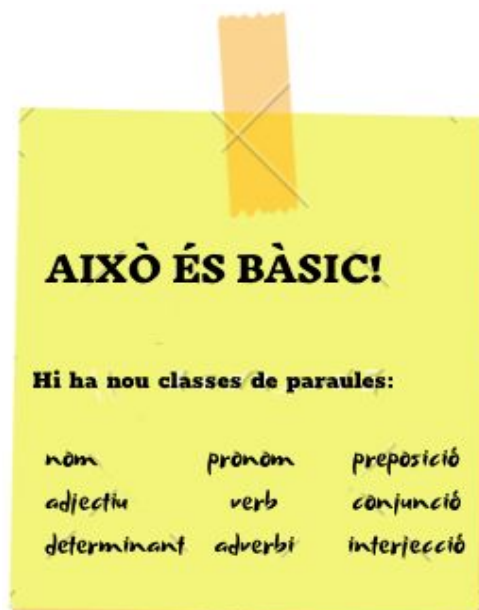 AIXÒ ÉS BÀSIC!
Hi ha nou classes de paraules:
nom pronom preposició
adjectiu verb conjunció
determinant adverbi interjecció